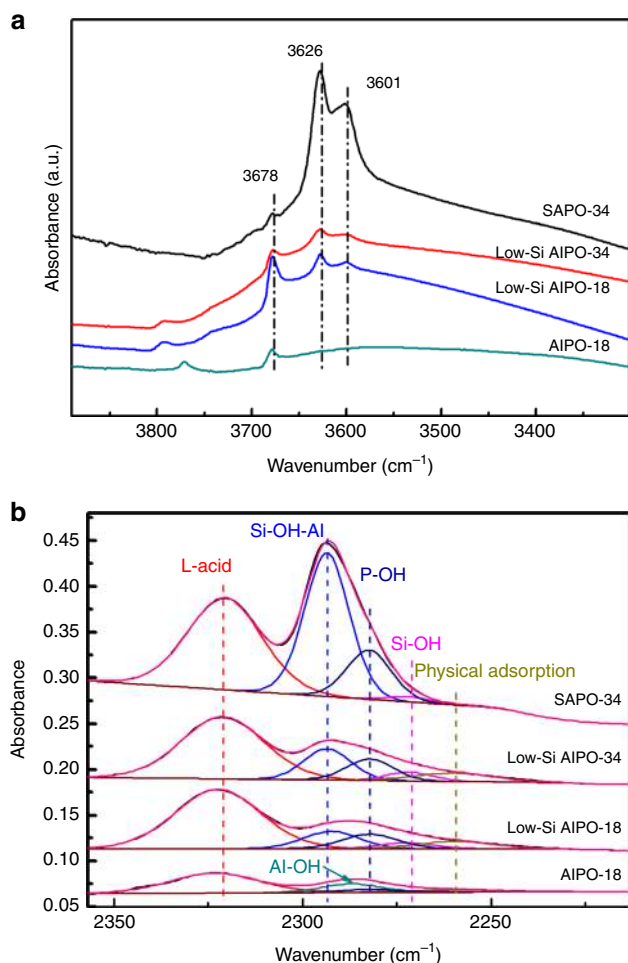 a
3626
3601
3678
SAPO-34
Low-Si AlPO-34
Low-Si AlPO-18
AlPO-18
Absorbance (a.u.)
3800 3700 3600 3500 3400
Wavenumber (cm⁻¹)
b
Si-OH-Al
L-acid
P-OH
Si-OH
Physical adsorption
SAPO-34
Low-Si AlPO-34
Low-Si AlPO-18
Al-OH
AlPO-18
Absorbance
0.45
0.40
0.35
0.30
0.25
0.20
0.15
0.10
0.05
2350 2300 2250
Wavenumber (cm⁻¹)